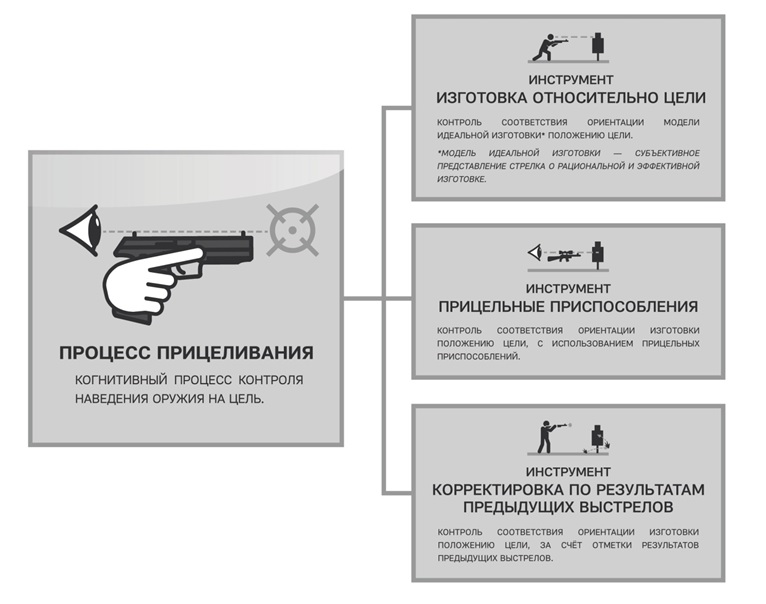 ПРОЦЕСС ПРИЦЕЛИВАНИЯ
КОГНИТИВНЫЙ ПРОЦЕСС КОНТРОЛЯ
НАВЕДЕНИЯ ОРУЖИЯ НА ЦЕЛЬ.
ИНСТРУМЕНТ
ИЗГОТОВКА ОТНОСИТЕЛЬНО ЦЕЛИ
КОНТРОЛЬ СООТВЕТСТВИЯ ОРИЕНТАЦИИ МОДЕЛИ
ИДЕАЛЬНОЙ ИЗГОТОВКИ* ПОЛОЖЕНИЮ ЦЕЛИ.
*МОДЕЛЬ ИДЕАЛЬНОЙ ИЗГОТОВКИ — СУБЪЕКТИВНОЕ
ПРЕДСТАВЛЕНИЕ СТРЕЛКА О РАЦИОНАЛЬНОЙ И ЭФФЕКТИВНОЙ
ИЗГОТОВКЕ.
ИНСТРУМЕНТ
ПРИЦЕЛЬНЫЕ ПРИСПОСОБЛЕНИЯ
КОНТРОЛЬ СООТВЕТСТВИЯ ОРИЕНТАЦИИ ИЗГОТОВКИ
ПОЛОЖЕНИЮ ЦЕЛИ, С ИСПОЛЬЗОВАНИЕМ ПРИЦЕЛЬНЫХ
ПРИСПОСОБЛЕНИЙ.
ИНСТРУМЕНТ
КОРРЕКТИРОВКА ПО РЕЗУЛЬТАТАМ
ПРЕДЫДУЩИХ ВЫСТРЕЛОВ
КОНТРОЛЬ СООТВЕТСТВИЯ ОРИЕНТАЦИИ ИЗГОТОВКИ
ПОЛОЖЕНИЮ ЦЕЛИ, ЗА СЧЁТ ОТМЕТКИ РЕЗУЛЬТАТОВ
ПРЕДЫДУЩИХ ВЫСТРЕЛОВ.